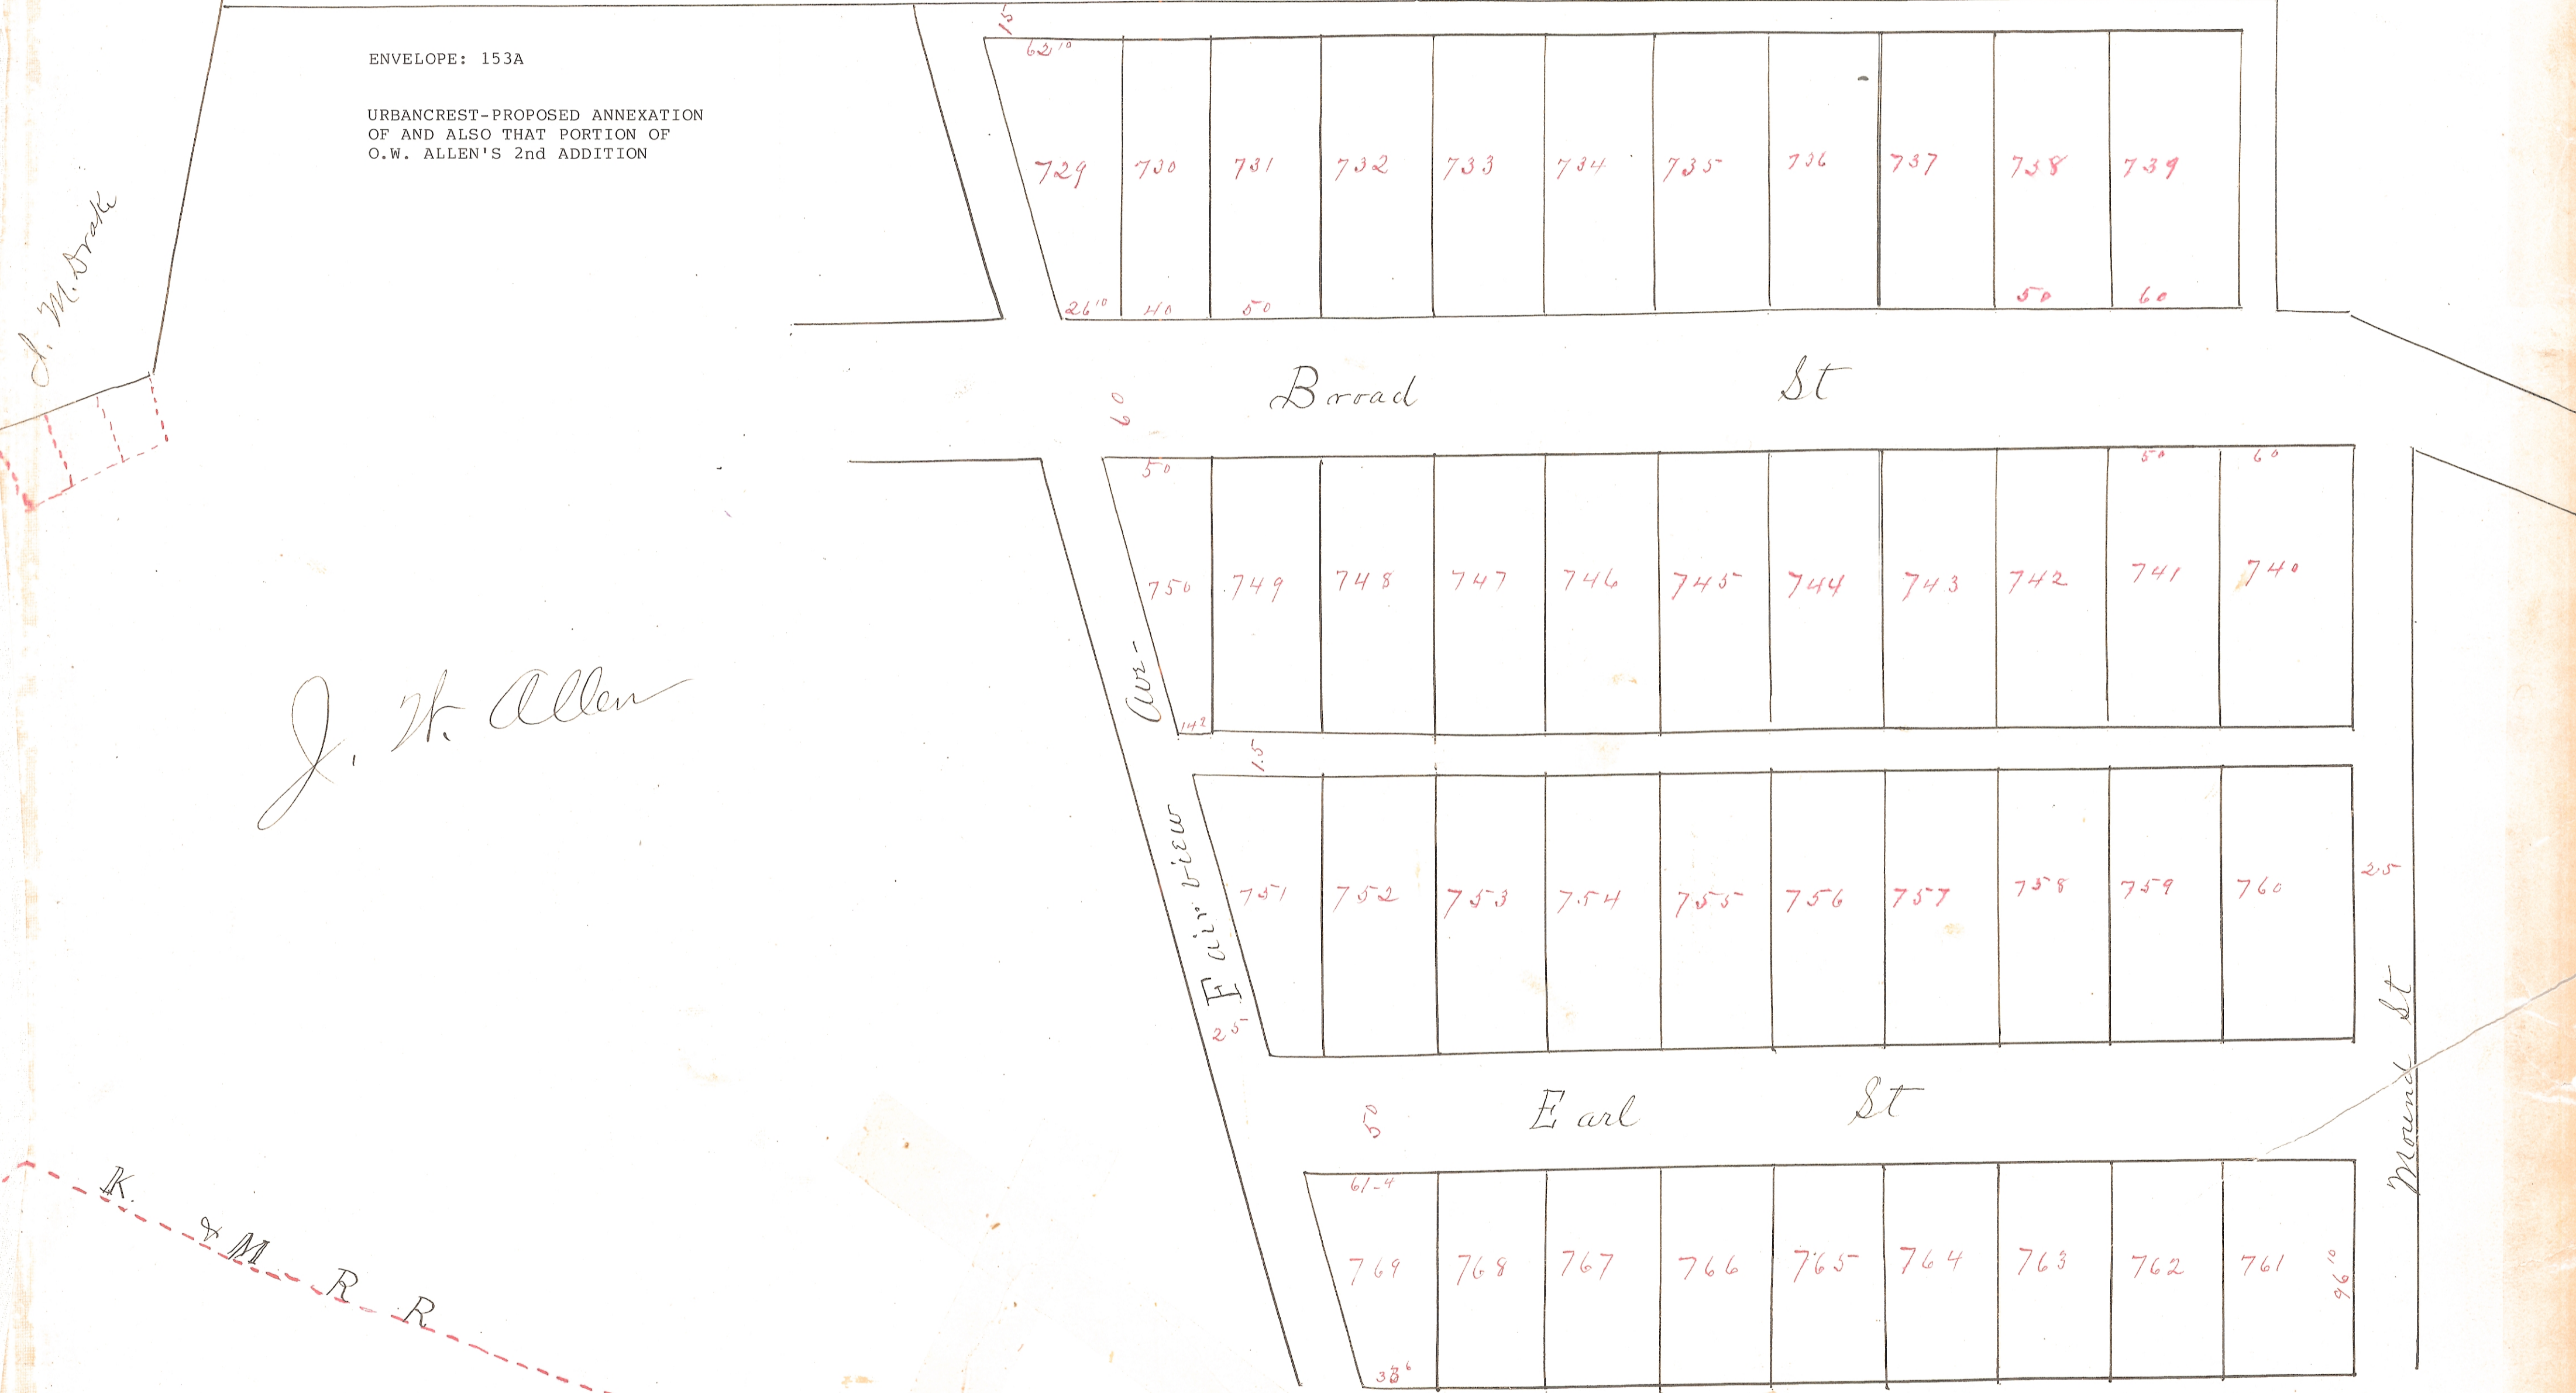 ENVELOPE: 153A
URBANCREST-PROPOSED ANNEXATION
OF AND ALSO THAT PORTION OF
O.W. ALLEN'S 2nd ADDITION
15
62 10
729 730 731 732 733 734 735 736 737 738 739
26 10 40 50 50 60
M. Drake
Broad St
60
50 50 60
750 749 748 747 746 745 744 743 742 741 740
14 2
15
J. W. Allen
Fairview Ave-
25
751 752 753 754 755 756 757 758 759 760
25
Mound St
50
Earl St
61-4
769 768 767 766 765 764 763 762 761
96 10
K. & M R R